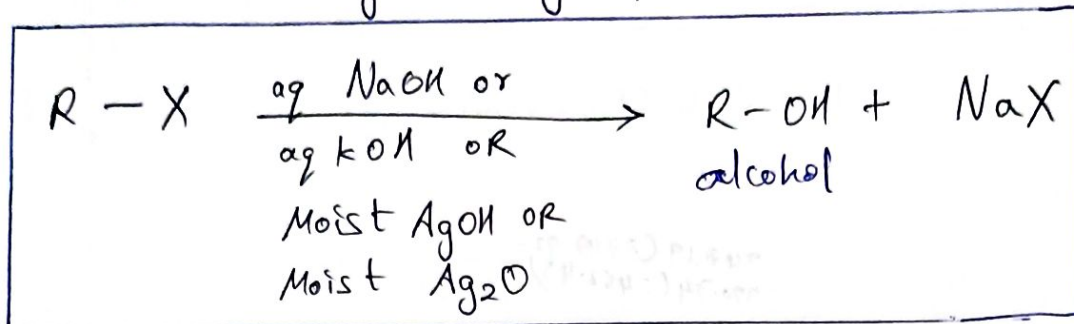 R - X aq NaOH or → R - OH + NaX
aq kOH OR alcohol
Moist AgOH OR
Moist Ag₂O